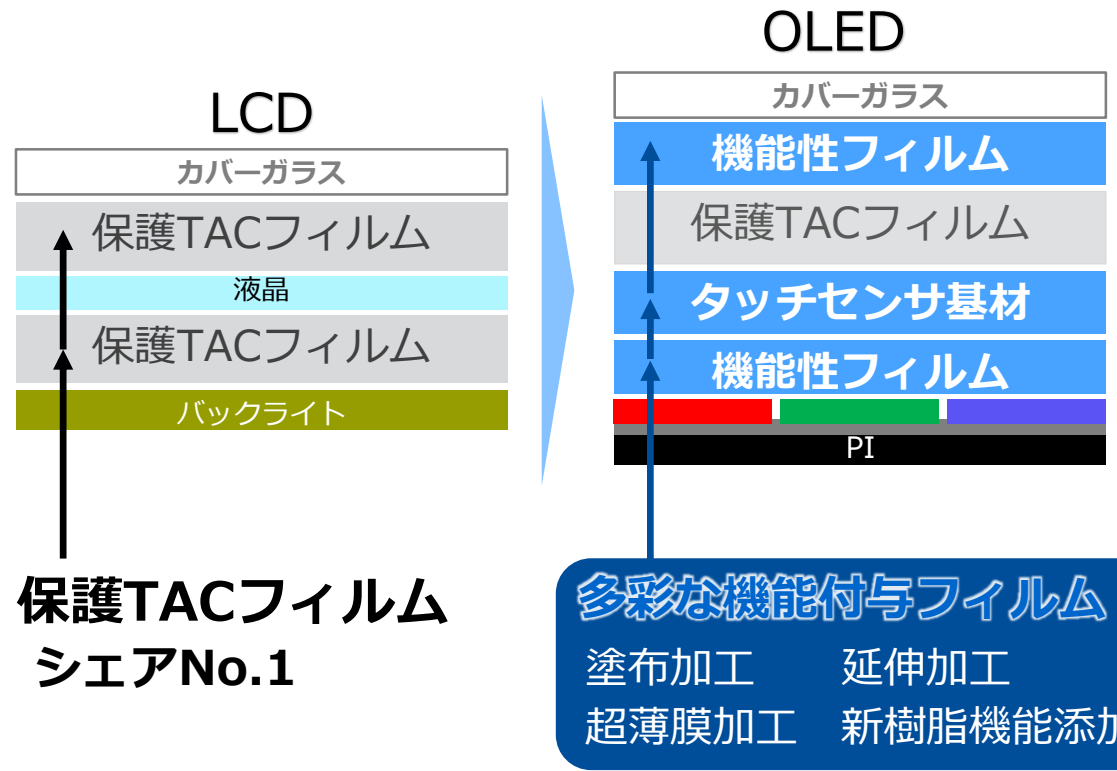 LCD
カバーガラス
保護TACフィルム
液晶
保護TACフィルム
バックライト
保護TACフィルム
シェアNo.1
OLED
カバーガラス
機能性フィルム
保護TACフィルム
タッチセンサ基材
機能性フィルム
PI
多彩な機能付与フィルム
塗布加工 延伸加工
超薄膜加工 新樹脂機能添加